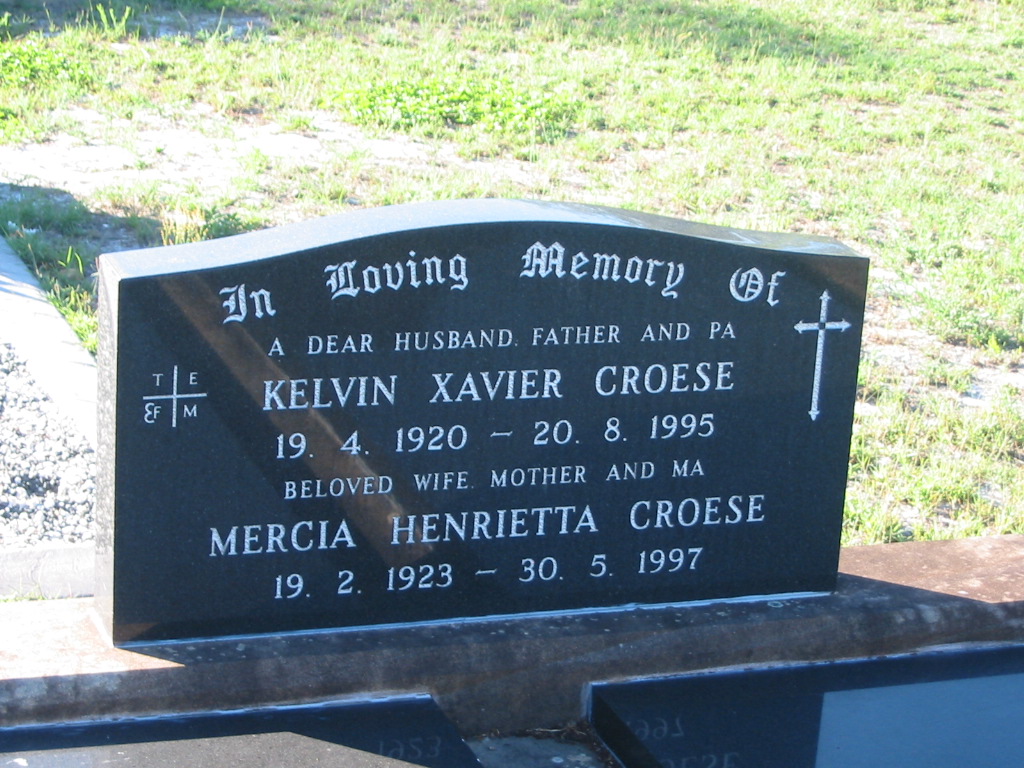 In Loving Memory Of
A DEAR HUSBAND. FATHER AND PA
T E
KELVIN XAVIER CROESE
F M
19. 4. 1920 – 20. 8. 1995
BELOVED WIFE. MOTHER AND MA
MERCIA HENRIETTA CROESE
19. 2. 1923 – 30. 5. 1997